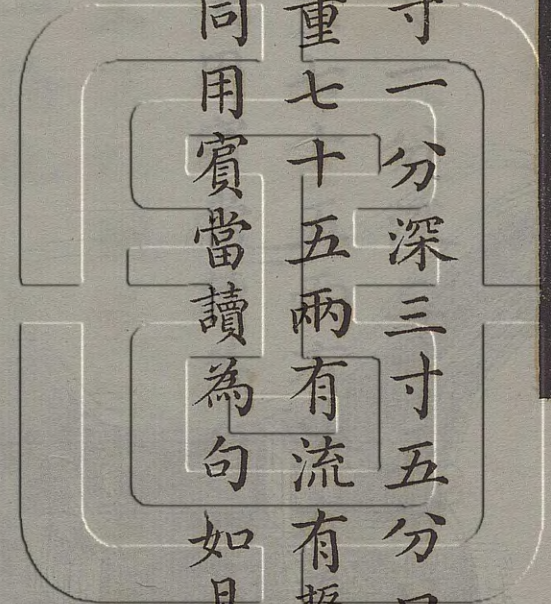 寸一分深三寸五分
重七十五兩有流有
同用賔當讀為句如